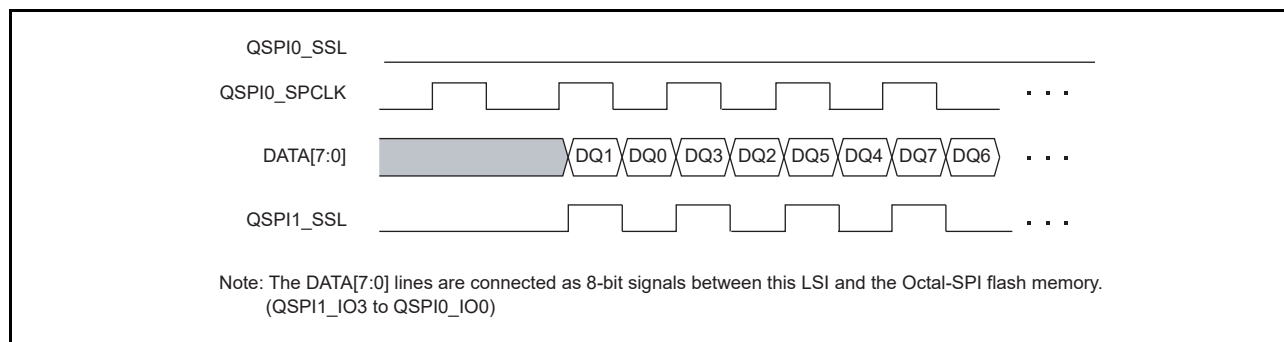 QSPI0_SSL
QSPI0_SPCLK . . .
DATA[7:0] DQ1 DQ0 DQ3 DQ2 DQ5 DQ4 DQ7 DQ6 . . .
QSPI1_SSL . . .
Note: The DATA[7:0] lines are connected as 8-bit signals between this LSI and the Octal-SPI flash memory.
(QSPI1_IO3 to QSPI0_IO0)